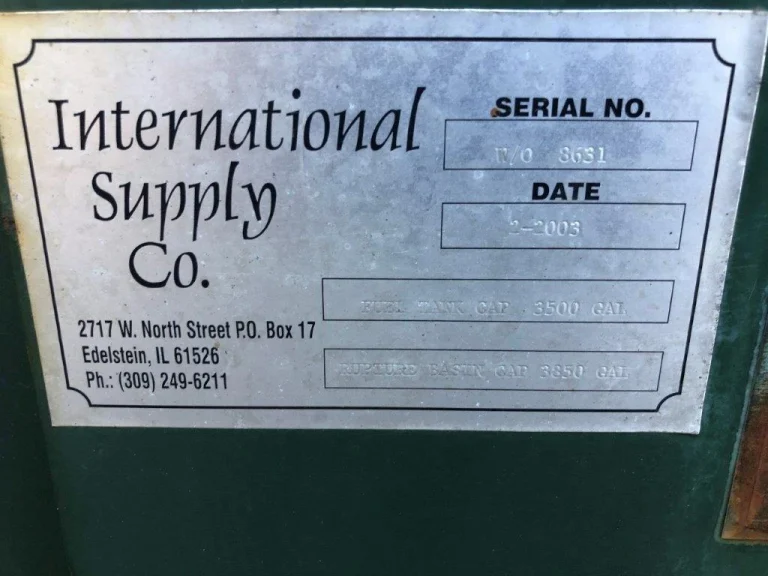 International
Supply
Co.
2717 W. North Street P.O. Box 17
Edelstein, IL 61526
Ph.: (309) 249-6211
SERIAL NO.
W/O 8631
DATE
2-2003
FUEL TANK CAP 3500 GAL
RUPTURE BASIN CAP 3850 GAL